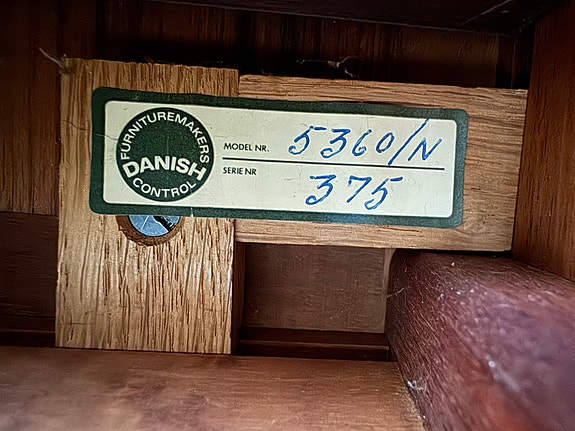 FURNITUREMAKERS
DANISH
CONTROL
MODEL NR. 5360/N
SERIE NR 375